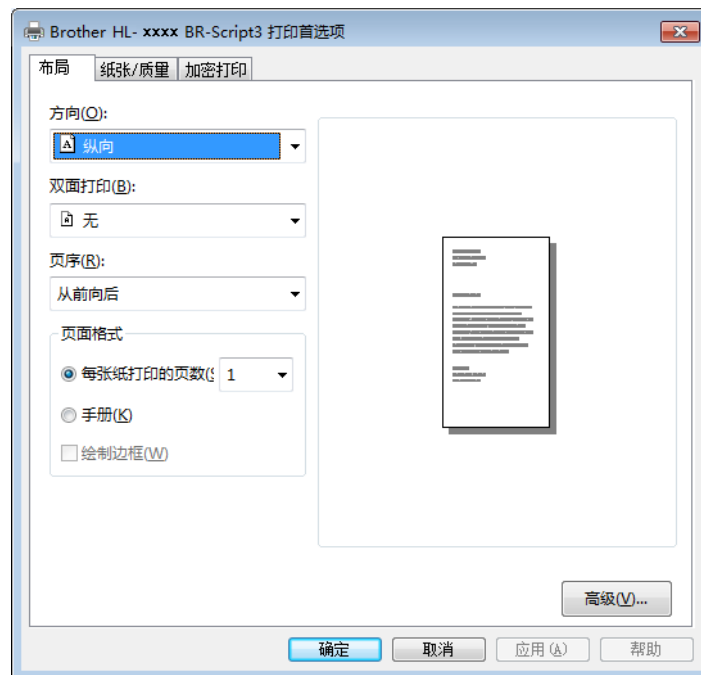 Brother HL- xxxx BR-Script3 打印首选项
布局 纸张/质量 加密打印
方向(O):
纵向
双面打印(B):
无
页序(R):
从前向后
页面格式
每张纸打印的页数( 1
手册(K)
绘制边框(W)
高级(V)...
确定 取消 应用(A) 帮助